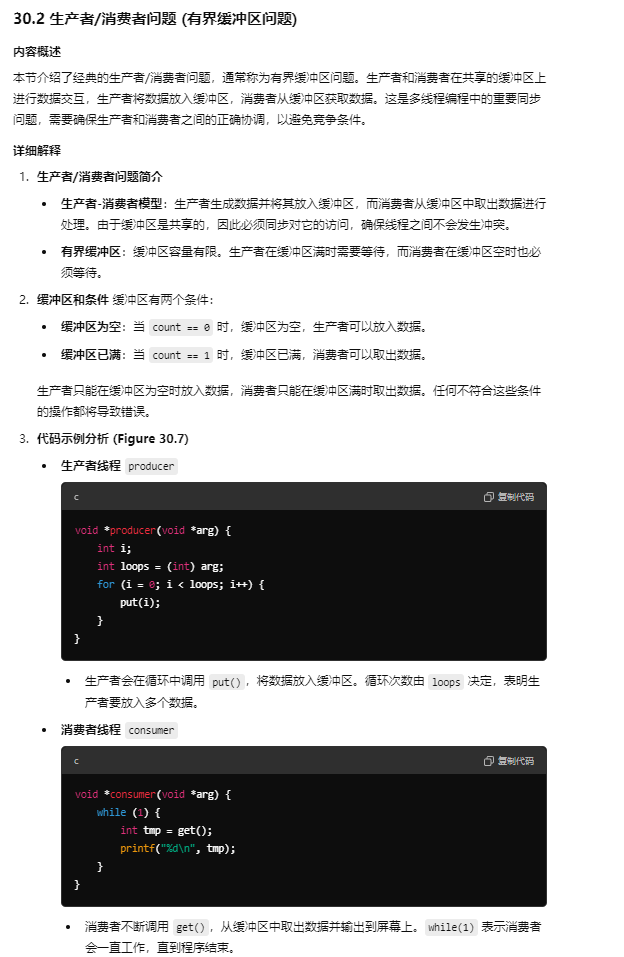 30.2 生产者/消费者问题 (有界缓冲区问题)
内容概述
本节介绍了经典的生产者/消费者问题，通常称为有界缓冲区问题。生产者和消费者在共享的缓冲区上
进行数据交互，生产者将数据放入缓冲区，消费者从缓冲区获取数据。这是多线程编程中的重要同步
问题，需要确保生产者和消费者之间的正确协调，以避免竞争条件。
详细解释
1. 生产者/消费者问题简介
• 生产者-消费者模型：生产者生成数据并将其放入缓冲区，而消费者从缓冲区中取出数据进行
处理。由于缓冲区是共享的，因此必须同步对它的访问，确保线程之间不会发生冲突。
• 有界缓冲区：缓冲区容量有限。生产者在缓冲区满时需要等待，而消费者在缓冲区空时也必
须等待。
2. 缓冲区和条件 缓冲区有两个条件：
• 缓冲区为空：当 count == 0 时，缓冲区为空，生产者可以放入数据。
• 缓冲区已满：当 count == 1 时，缓冲区已满，消费者可以取出数据。
生产者只能在缓冲区为空时放入数据，消费者只能在缓冲区满时取出数据。任何不符合这些条件
的操作都将导致错误。
3. 代码示例分析 (Figure 30.7)
• 生产者线程 producer
c 复制代码
void *producer(void *arg) {
    int i;
    int loops = (int) arg;
    for (i = 0; i < loops; i++) {
        put(i);
    }
}
• 生产者会在循环中调用 put()，将数据放入缓冲区。循环次数由 loops 决定，表明生
产者要放入多个数据。
• 消费者线程 consumer
c 复制代码
void *consumer(void *arg) {
    while (1) {
        int tmp = get();
        printf("%d\n", tmp);
    }
}
• 消费者不断调用 get()，从缓冲区中取出数据并输出到屏幕上。while(1) 表示消费者
会一直工作，直到程序结束。